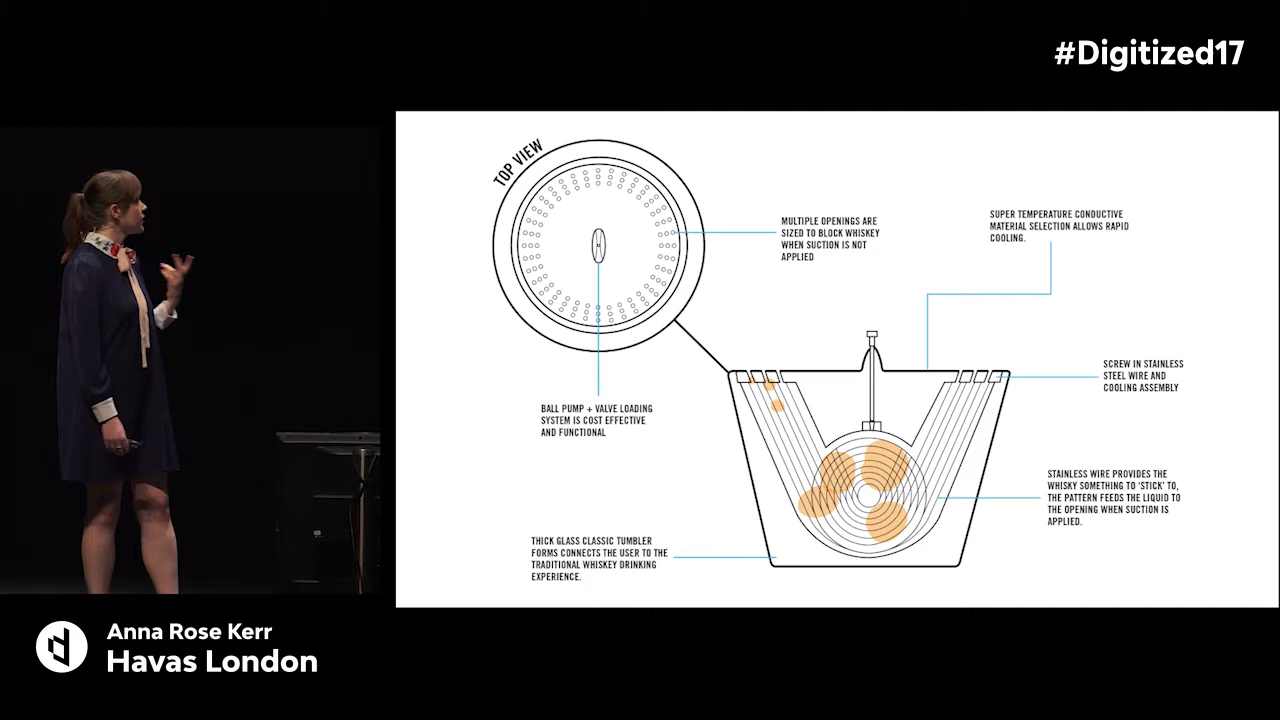 #Digitized17
TOP VIEW
MULTIPLE OPENINGS ARE
SIZED TO BLOCK WHISKEY
WHEN SUCTION IS NOT
APPLIED
SUPER TEMPERATURE CONDUCTIVE
MATERIAL SELECTION ALLOWS RAPID
COOLING.
SCREW IN STAINLESS
STEEL WIRE AND
COOLING ASSEMBLY
BALL PUMP + VALVE LOADING
SYSTEM IS COST EFFECTIVE
AND FUNCTIONAL
STAINLESS WIRE PROVIDES THE
WHISKY SOMETHING TO ‘STICK’ TO,
THE PATTERN FEEDS THE LIQUID TO
THE OPENING WHEN SUCTION IS
APPLIED.
THICK GLASS CLASSIC TUMBLER
FORMS CONNECTS THE USER TO THE
TRADITIONAL WHISKEY DRINKING
EXPERIENCE.
Anna Rose Kerr
Havas London